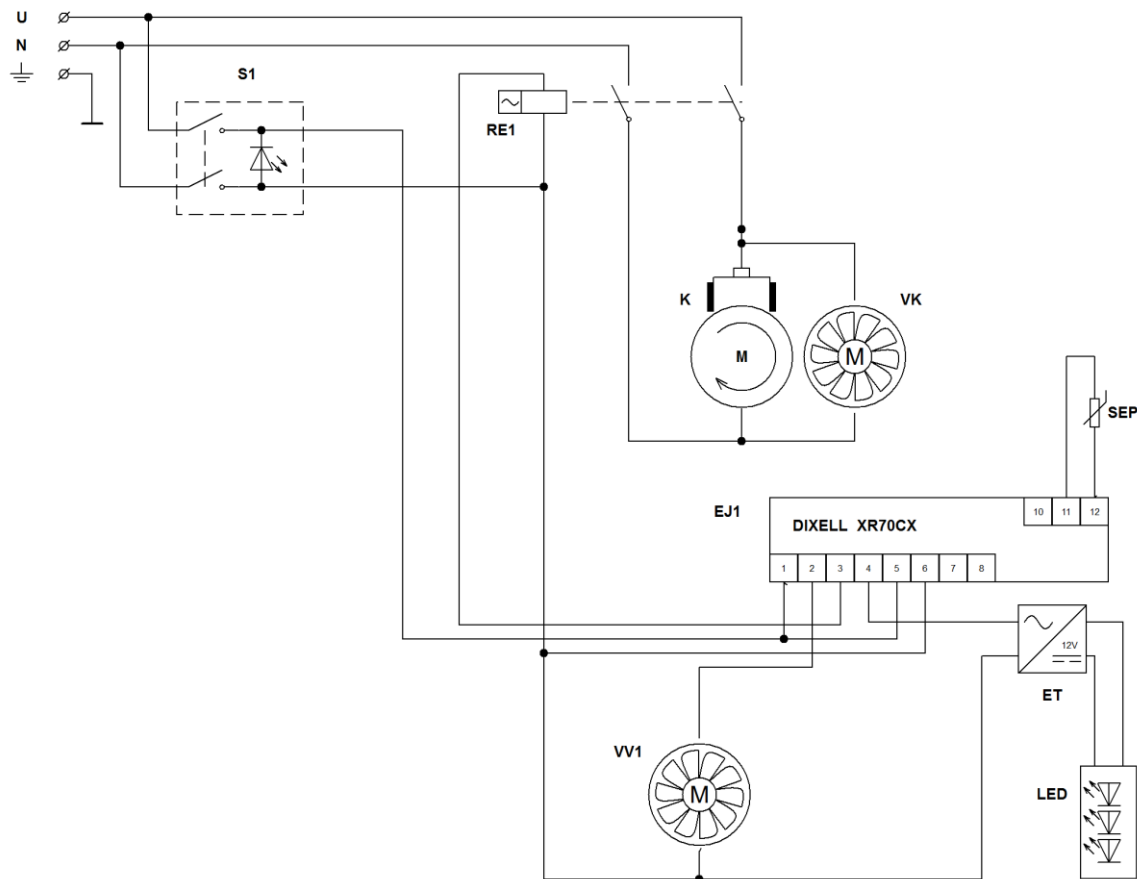 U
N
S1
RE1
K
VK
M
M
SEP
EJ1
DIXELL XR70CX
10 11 12
1 2 3 4 5 6 7 8
12V
ET
VV1
M
LED